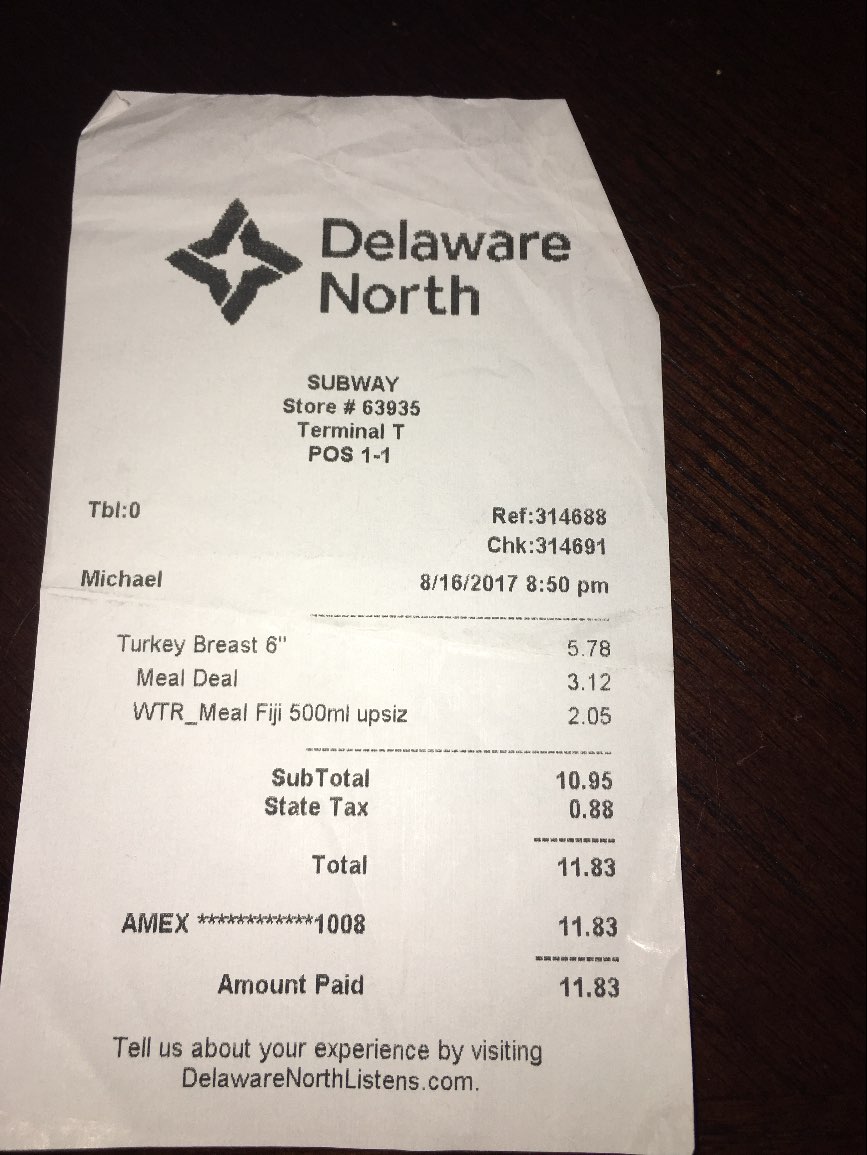 Delaware
North
SUBWAY
Store # 63935
Terminal T
POS 1-1
Tbl:0 Ref:314688
Chk:314691
Michael 8/16/2017 8:50 pm
Turkey Breast 6" 5.78
Meal Deal 3.12
WTR_Meal Fiji 500ml upsiz 2.05
SubTotal 10.95
State Tax 0.88
Total 11.83
AMEX ************1008 11.83
Amount Paid 11.83
Tell us about your experience by visiting
DelawareNorthListens.com.